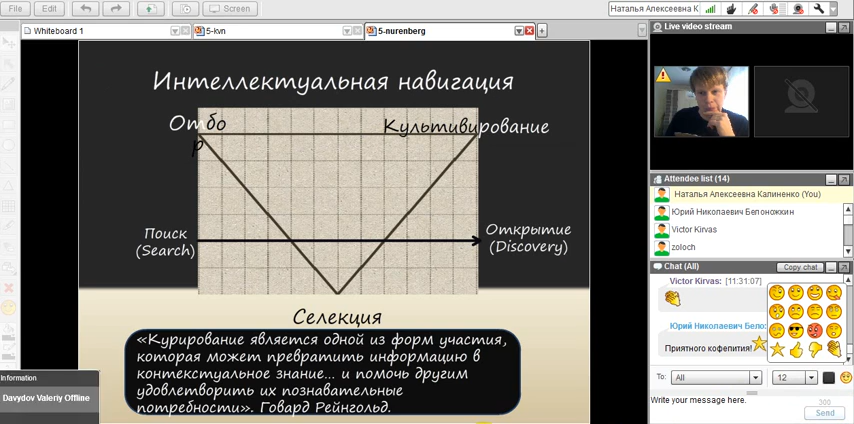 File
Edit
Screen
Наталья Алексеевна К
Whiteboard 1
5-kvn
5-nurenberg
Live video stream
Интеллектуальная навигация
Отбо
р
Культивирование
Поиск
(Search)
Открытие
(Discovery)
Селекция
«Курирование является одной из форм участия,
которая может превратить информацию в
контекстуальное знание... и помочь другим
удовлетворить их познавательные
потребности». Говард Рейнгольд.
Information
Davydov Valeriy Offline
Attendee list (14)
Наталья Алексеевна Калиненко (You)
Юрий Николаевич Белоножкин
Victor Kirvas
zoloch
Chat (All)
Copy chat
Victor Kirvas: [11:31:07]
Юрий Николаевич Бело:
Приятного кофепития!
To:
All
12
Write your message here.
300
Send